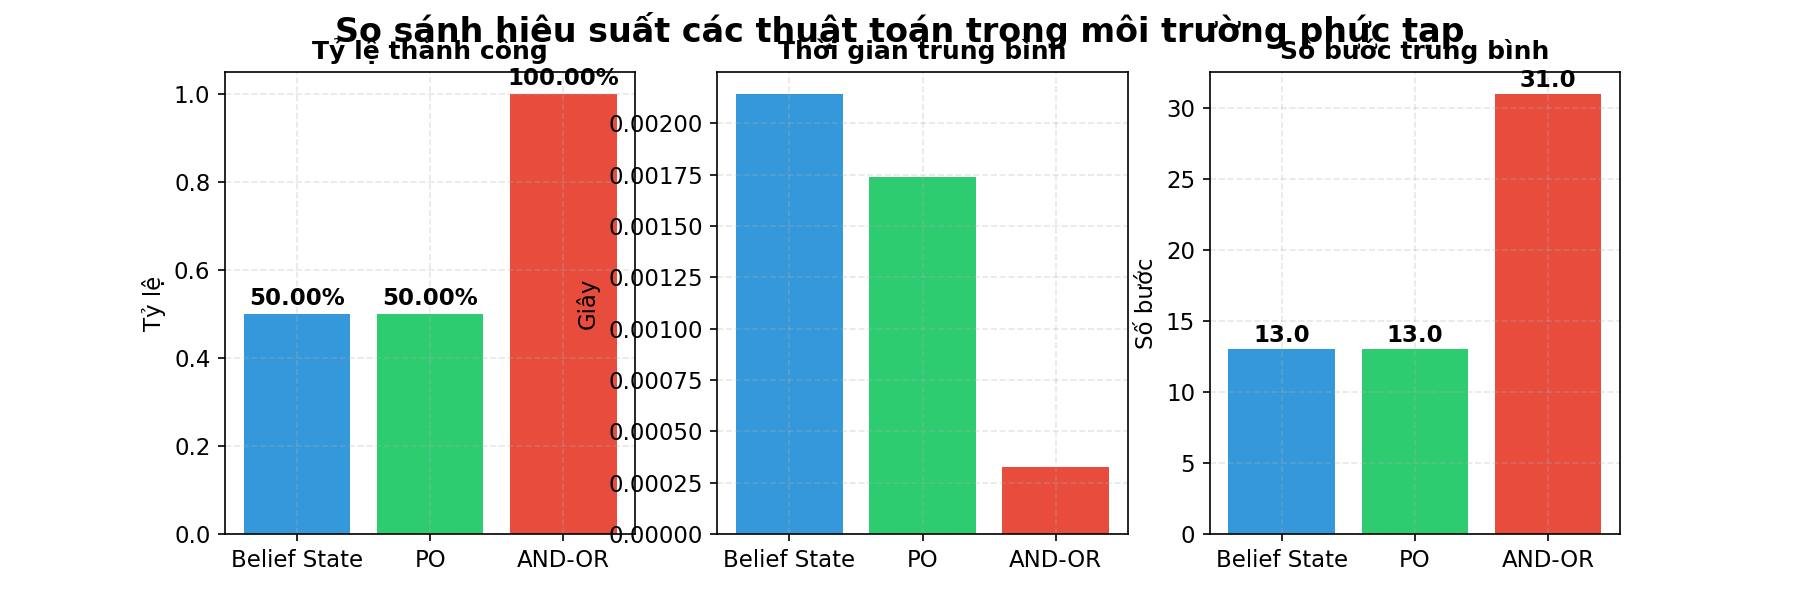 So sánh hiệu suất các thuật toán trong môi trường phức tạp
Tỷ lệ thành công
100.00%
50.00%
50.00%
1.0
0.8
0.6
0.4
0.2
0.0
Tỷ lệ
Belief State
PO
AND-OR
Thời gian trung bình
0.00200
0.00175
0.00150
0.00125
0.00100
0.00075
0.00050
0.00025
0.00000
Giây
Belief State
PO
AND-OR
Số bước trung bình
31.0
13.0
13.0
30
25
20
15
10
5
0
Số bước
Belief State
PO
AND-OR